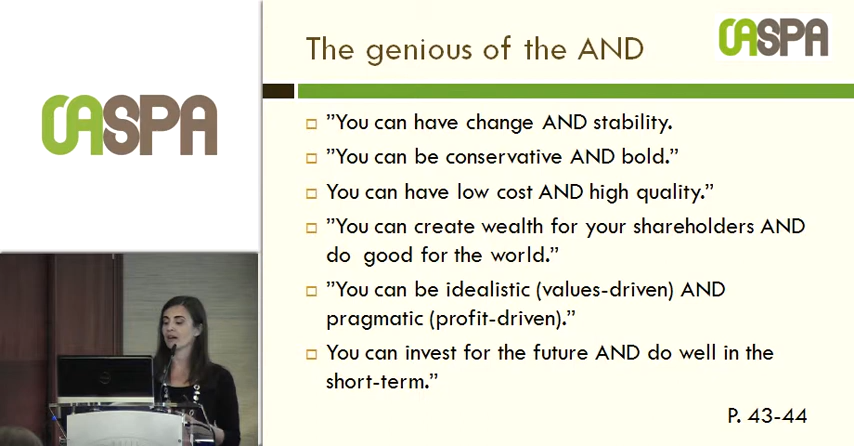 OASPA
The genious of the AND
OASPA
”You can have change AND stability.
”You can be conservative AND bold.”
You can have low cost AND high quality.”
”You can create wealth for your shareholders AND
do good for the world.”
”You can be idealistic (values-driven) AND
pragmatic (profit-driven).”
You can invest for the future AND do well in the
short-term.”
P. 43-44